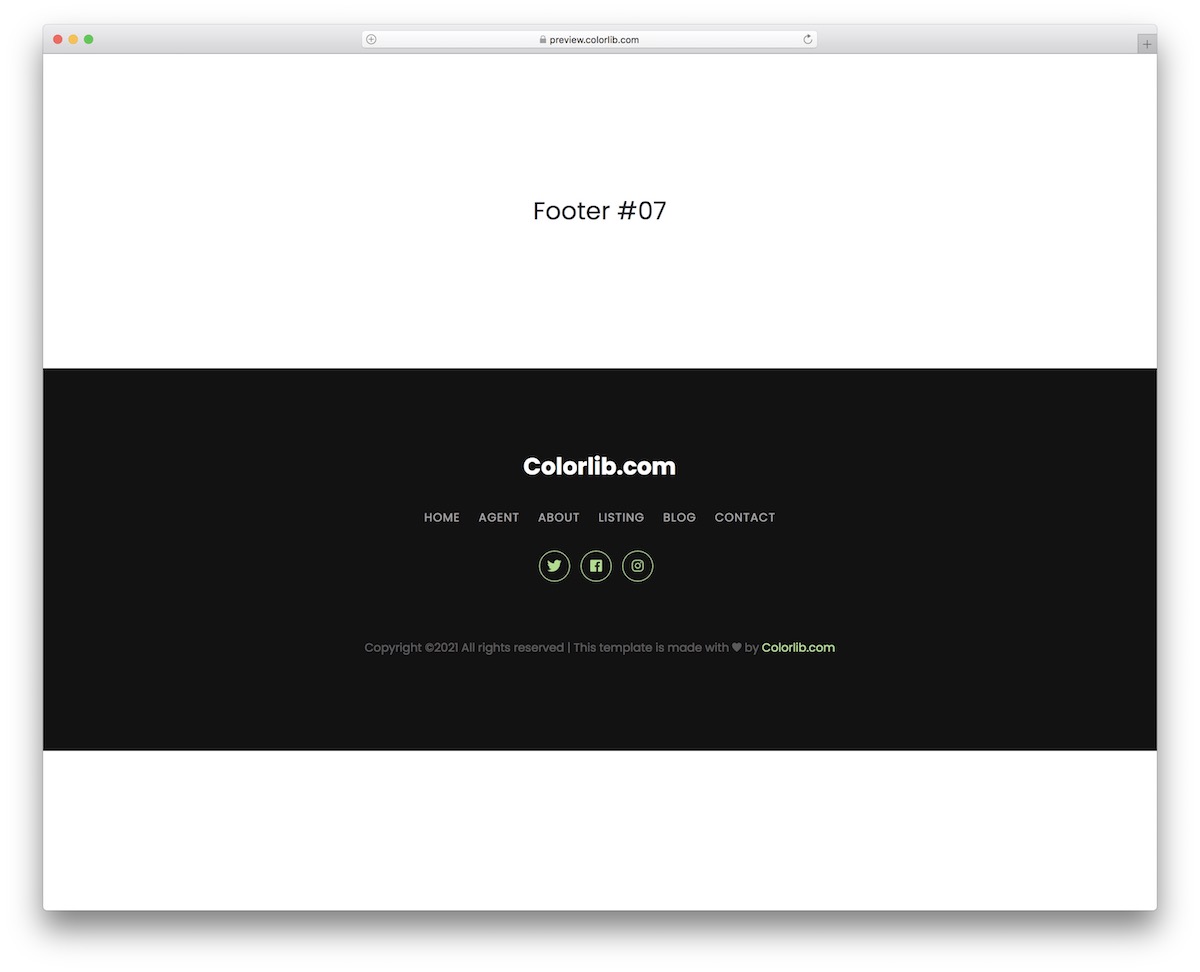 preview.colorlib.com
Footer #07
Colorlib.com
HOME AGENT ABOUT LISTING BLOG CONTACT
Copyright ©2021 All rights reserved | This template is made with ♥ by Colorlib.com